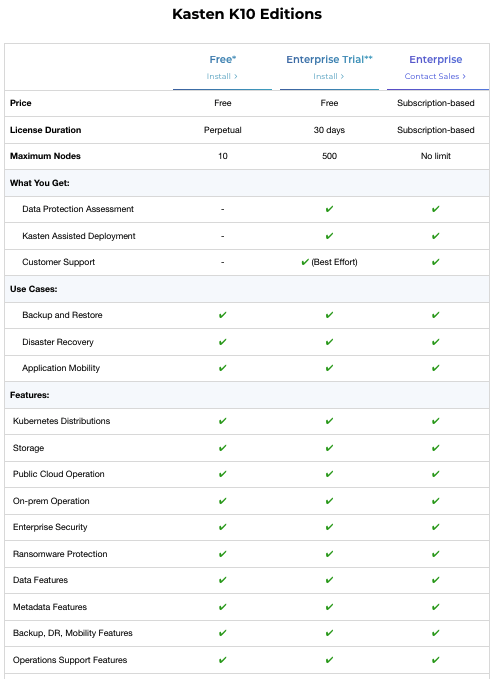 Kasten K10 Editions
Free* Enterprise Trial** Enterprise
Install > Install > Contact Sales >
Price Free Free Subscription-based
License Duration Perpetual 30 days Subscription-based
Maximum Nodes 10 500 No limit
What You Get:
Data Protection Assessment - ✔ ✔
Kasten Assisted Deployment - ✔ ✔
Customer Support - ✔ (Best Effort) ✔
Use Cases:
Backup and Restore ✔ ✔ ✔
Disaster Recovery ✔ ✔ ✔
Application Mobility ✔ ✔ ✔
Features:
Kubernetes Distributions ✔ ✔ ✔
Storage ✔ ✔ ✔
Public Cloud Operation ✔ ✔ ✔
On-prem Operation ✔ ✔ ✔
Enterprise Security ✔ ✔ ✔
Ransomware Protection ✔ ✔ ✔
Data Features ✔ ✔ ✔
Metadata Features ✔ ✔ ✔
Backup, DR, Mobility Features ✔ ✔ ✔
Operations Support Features ✔ ✔ ✔